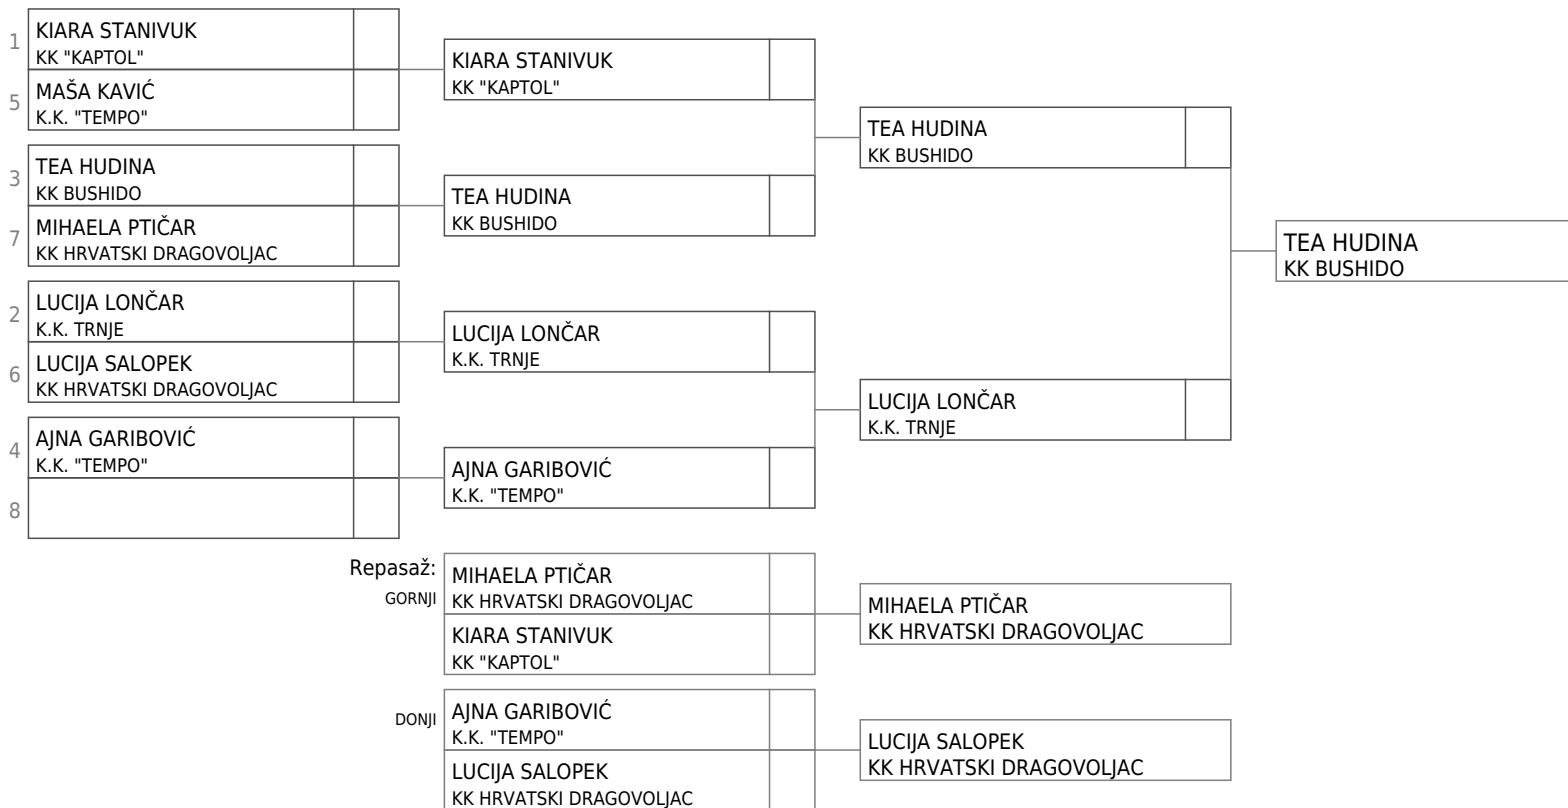 1
KIARA STANIVUK
KK "KAPTOL"
5
MAŠA KAVIĆ
K.K. "TEMPO"
3
TEA HUDINA
KK BUSHIDO
7
MIHAELA PTIČAR
KK HRVATSKI DRAGOVOLJAC
2
LUCIJA LONČAR
K.K. TRNJE
6
LUCIJA SALOPEK
KK HRVATSKI DRAGOVOLJAC
4
AJNA GARIBOVIĆ
K.K. "TEMPO"
8
KIARA STANIVUK
KK "KAPTOL"
TEA HUDINA
KK BUSHIDO
LUCIJA LONČAR
K.K. TRNJE
AJNA GARIBOVIĆ
K.K. "TEMPO"
TEA HUDINA
KK BUSHIDO
LUCIJA LONČAR
K.K. TRNJE
TEA HUDINA
KK BUSHIDO
Repasaž:
GORNJI
MIHAELA PTIČAR
KK HRVATSKI DRAGOVOLJAC
KIARA STANIVUK
KK "KAPTOL"
MIHAELA PTIČAR
KK HRVATSKI DRAGOVOLJAC
DONJI
AJNA GARIBOVIĆ
K.K. "TEMPO"
LUCIJA SALOPEK
KK HRVATSKI DRAGOVOLJAC
LUCIJA SALOPEK
KK HRVATSKI DRAGOVOLJAC